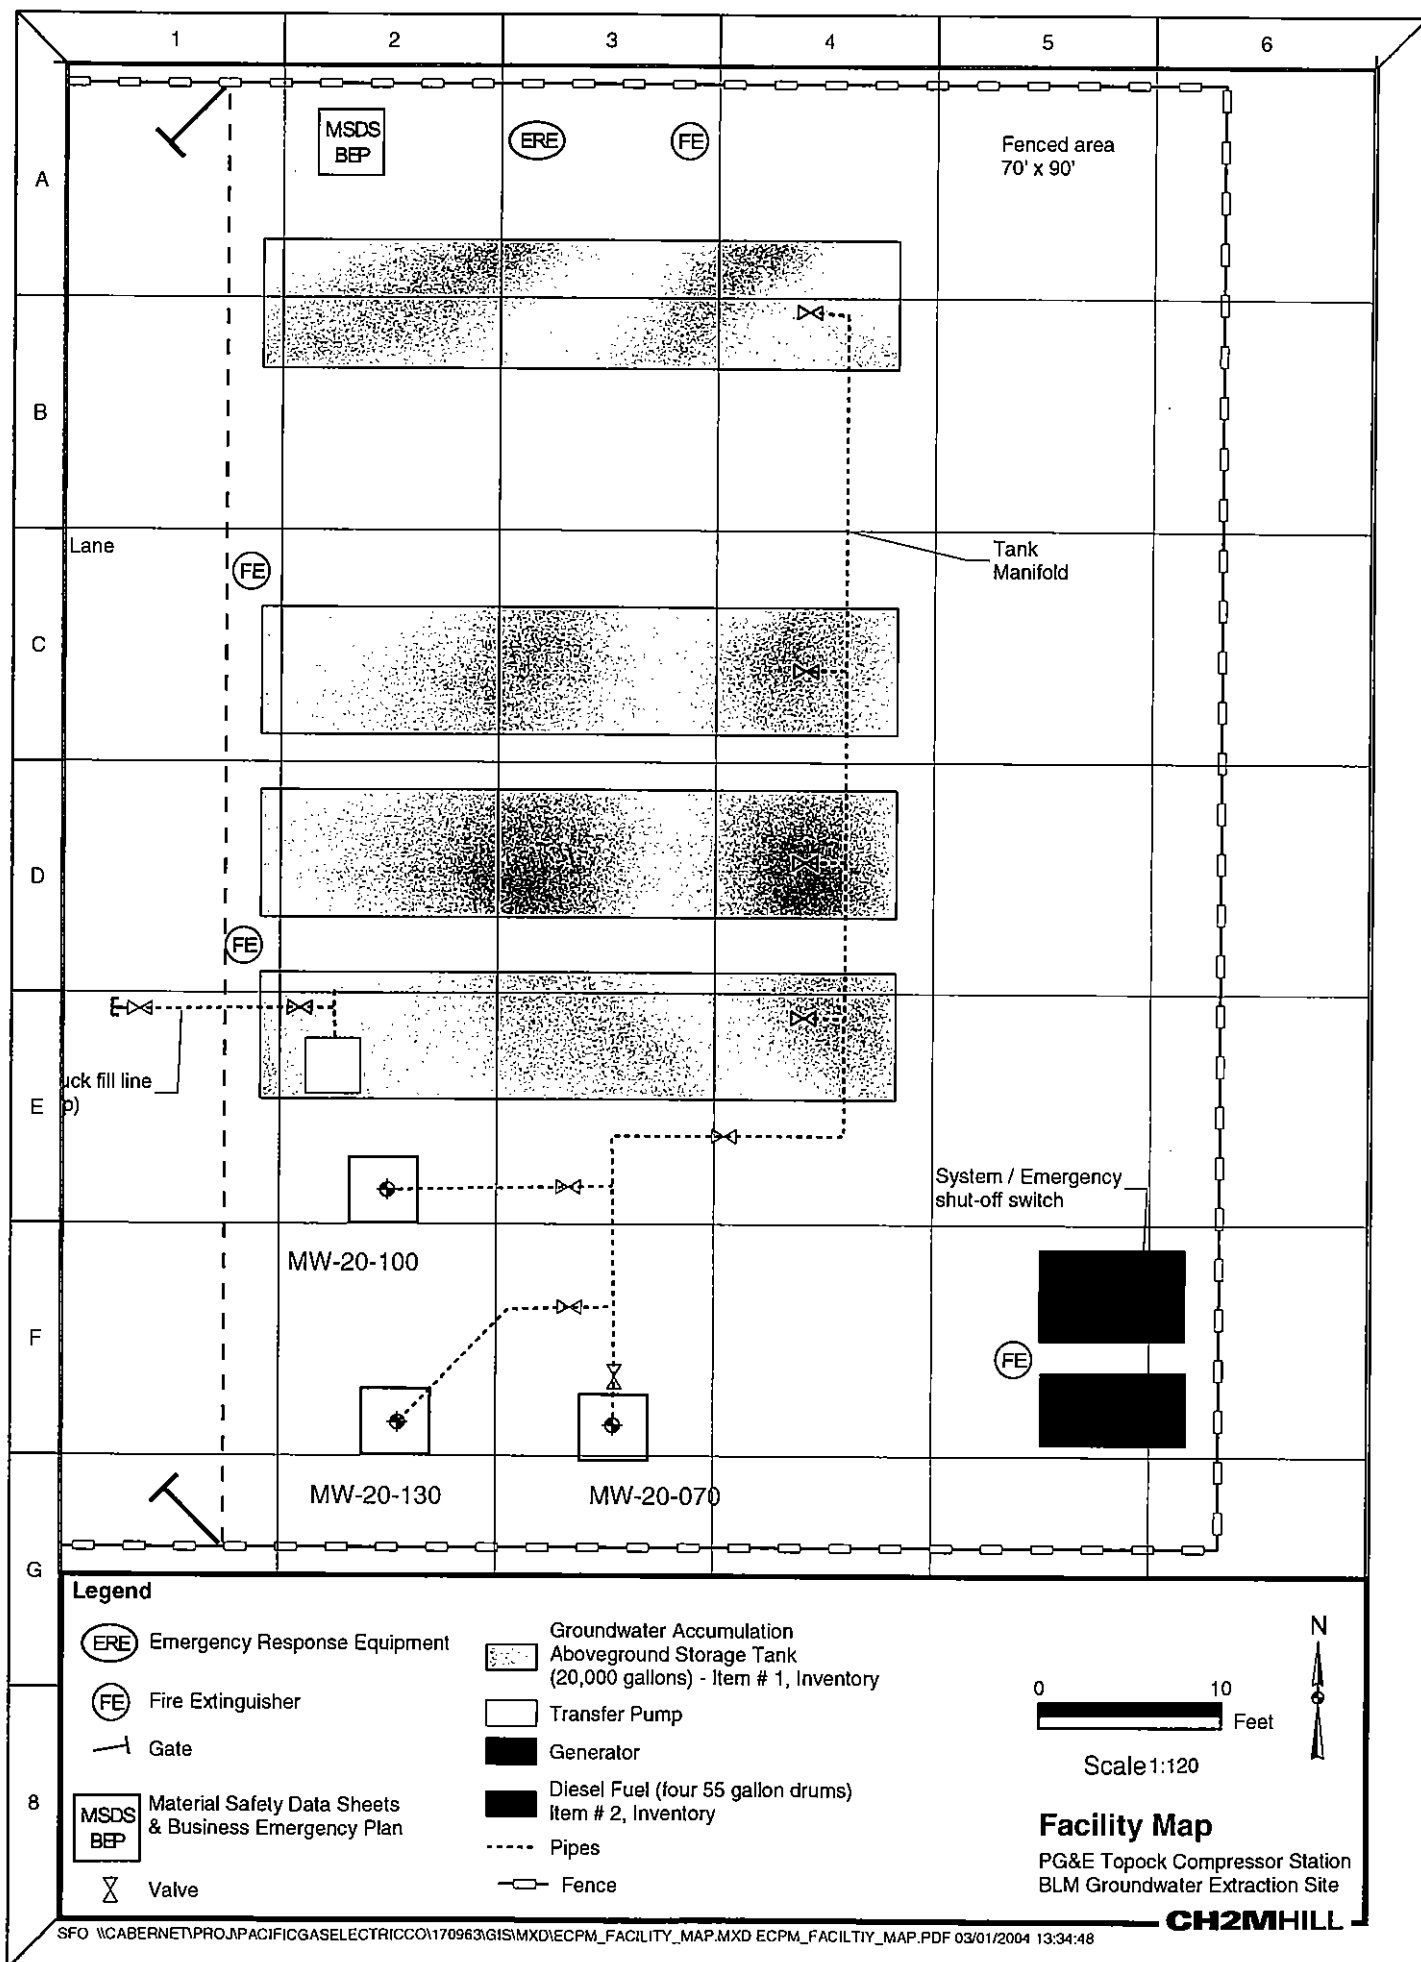 1 2 3 4 5 6
A
MSDS
BEP
ERE
FE
Fenced area
70' x 90'
B
Lane
FE
Tank
Manifold
C
D
FE
uck fill line
p)
E
System / Emergency
shut-off switch
MW-20-100
F
FE
MW-20-130
MW-20-070
G
Legend
ERE Emergency Response Equipment
FE Fire Extinguisher
Gate
8
MSDS
BEP
Material Safety Data Sheets
& Business Emergency Plan
Valve
Groundwater Accumulation
Aboveground Storage Tank
(20,000 gallons) - Item # 1, Inventory
Transfer Pump
Generator
Diesel Fuel (four 55 gallon drums)
Item # 2, Inventory
Pipes
Fence
N
0 10
Feet
Scale 1:120
Facility Map
PG&E Topock Compressor Station
BLM Groundwater Extraction Site
CH2MHILL
SFO \\CABERNET\PROJ\PACIFICGASELECTRICCO\170963\GIS\MXD\ECPM_FACILITY_MAP.MXD ECPM_FACILTIY_MAP.PDF 03/01/2004 13:34:48